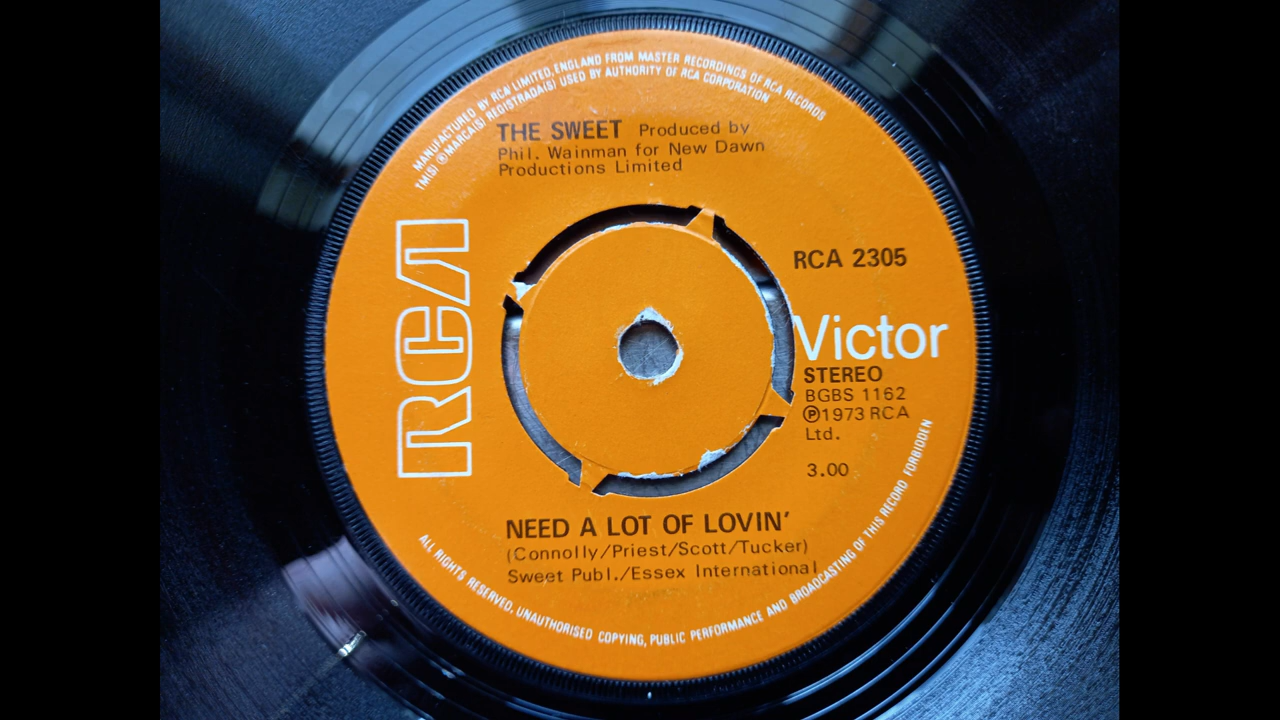 MANUFACTURED BY RCA LIMITED, ENGLAND FROM MASTER RECORDINGS OF RCA RECORDS
TM(S) ® MARCA(S) REGISTRADA(S) USED BY AUTHORITY OF RCA CORPORATION
THE SWEET Produced by
Phil. Wainman for New Dawn
Productions Limited
RCA
RCA 2305
Victor
STEREO
BGBS 1162
℗1973 RCA
Ltd.
3.00
NEED A LOT OF LOVIN'
(Connolly/Priest/Scott/Tucker)
Sweet Publ./Essex International
ALL RIGHTS RESERVED. UNAUTHORISED COPYING, PUBLIC PERFORMANCE AND BROADCASTING OF THIS RECORD FORBIDDEN